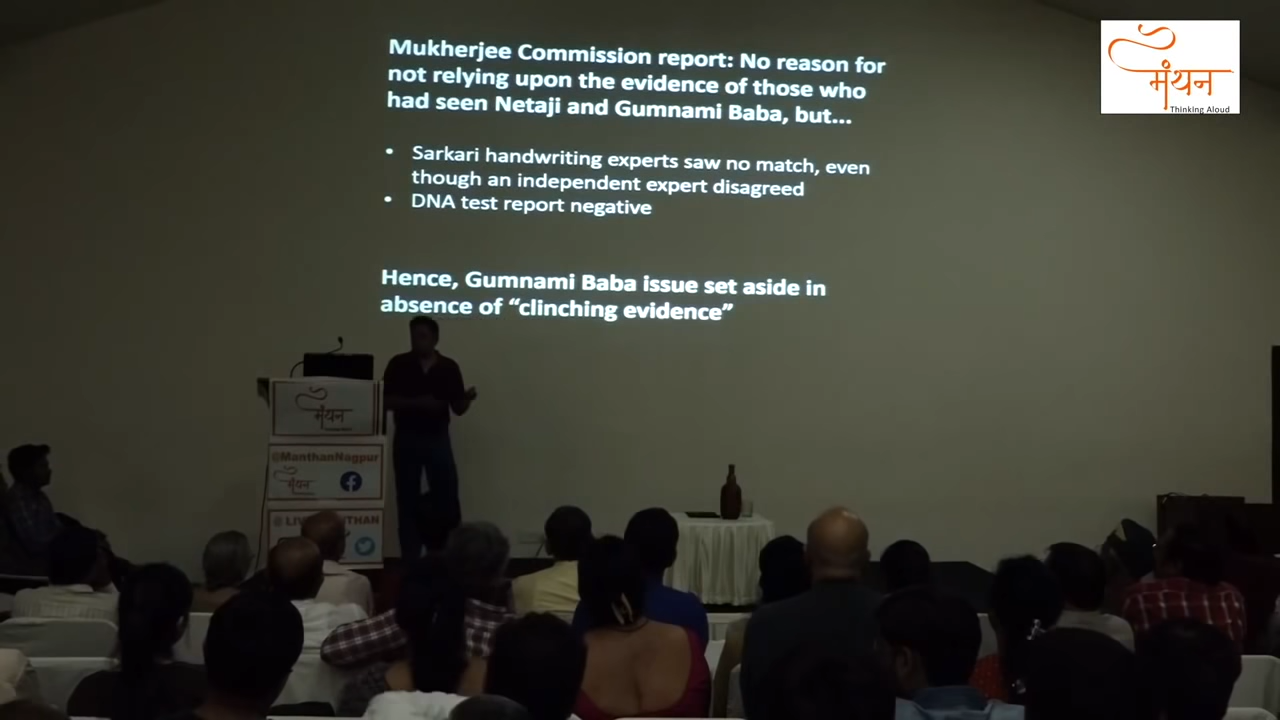 Mukherjee Commission report: No reason for
not relying upon the evidence of those who
had seen Netaji and Gumnami Baba, but...
• Sarkari handwriting experts saw no match, even
though an independent expert disagreed
• DNA test report negative
Hence, Gumnami Baba issue set aside in
absence of “clinching evidence”
मंथन
Thinking Aloud
मंथन
@ManthanNagpur